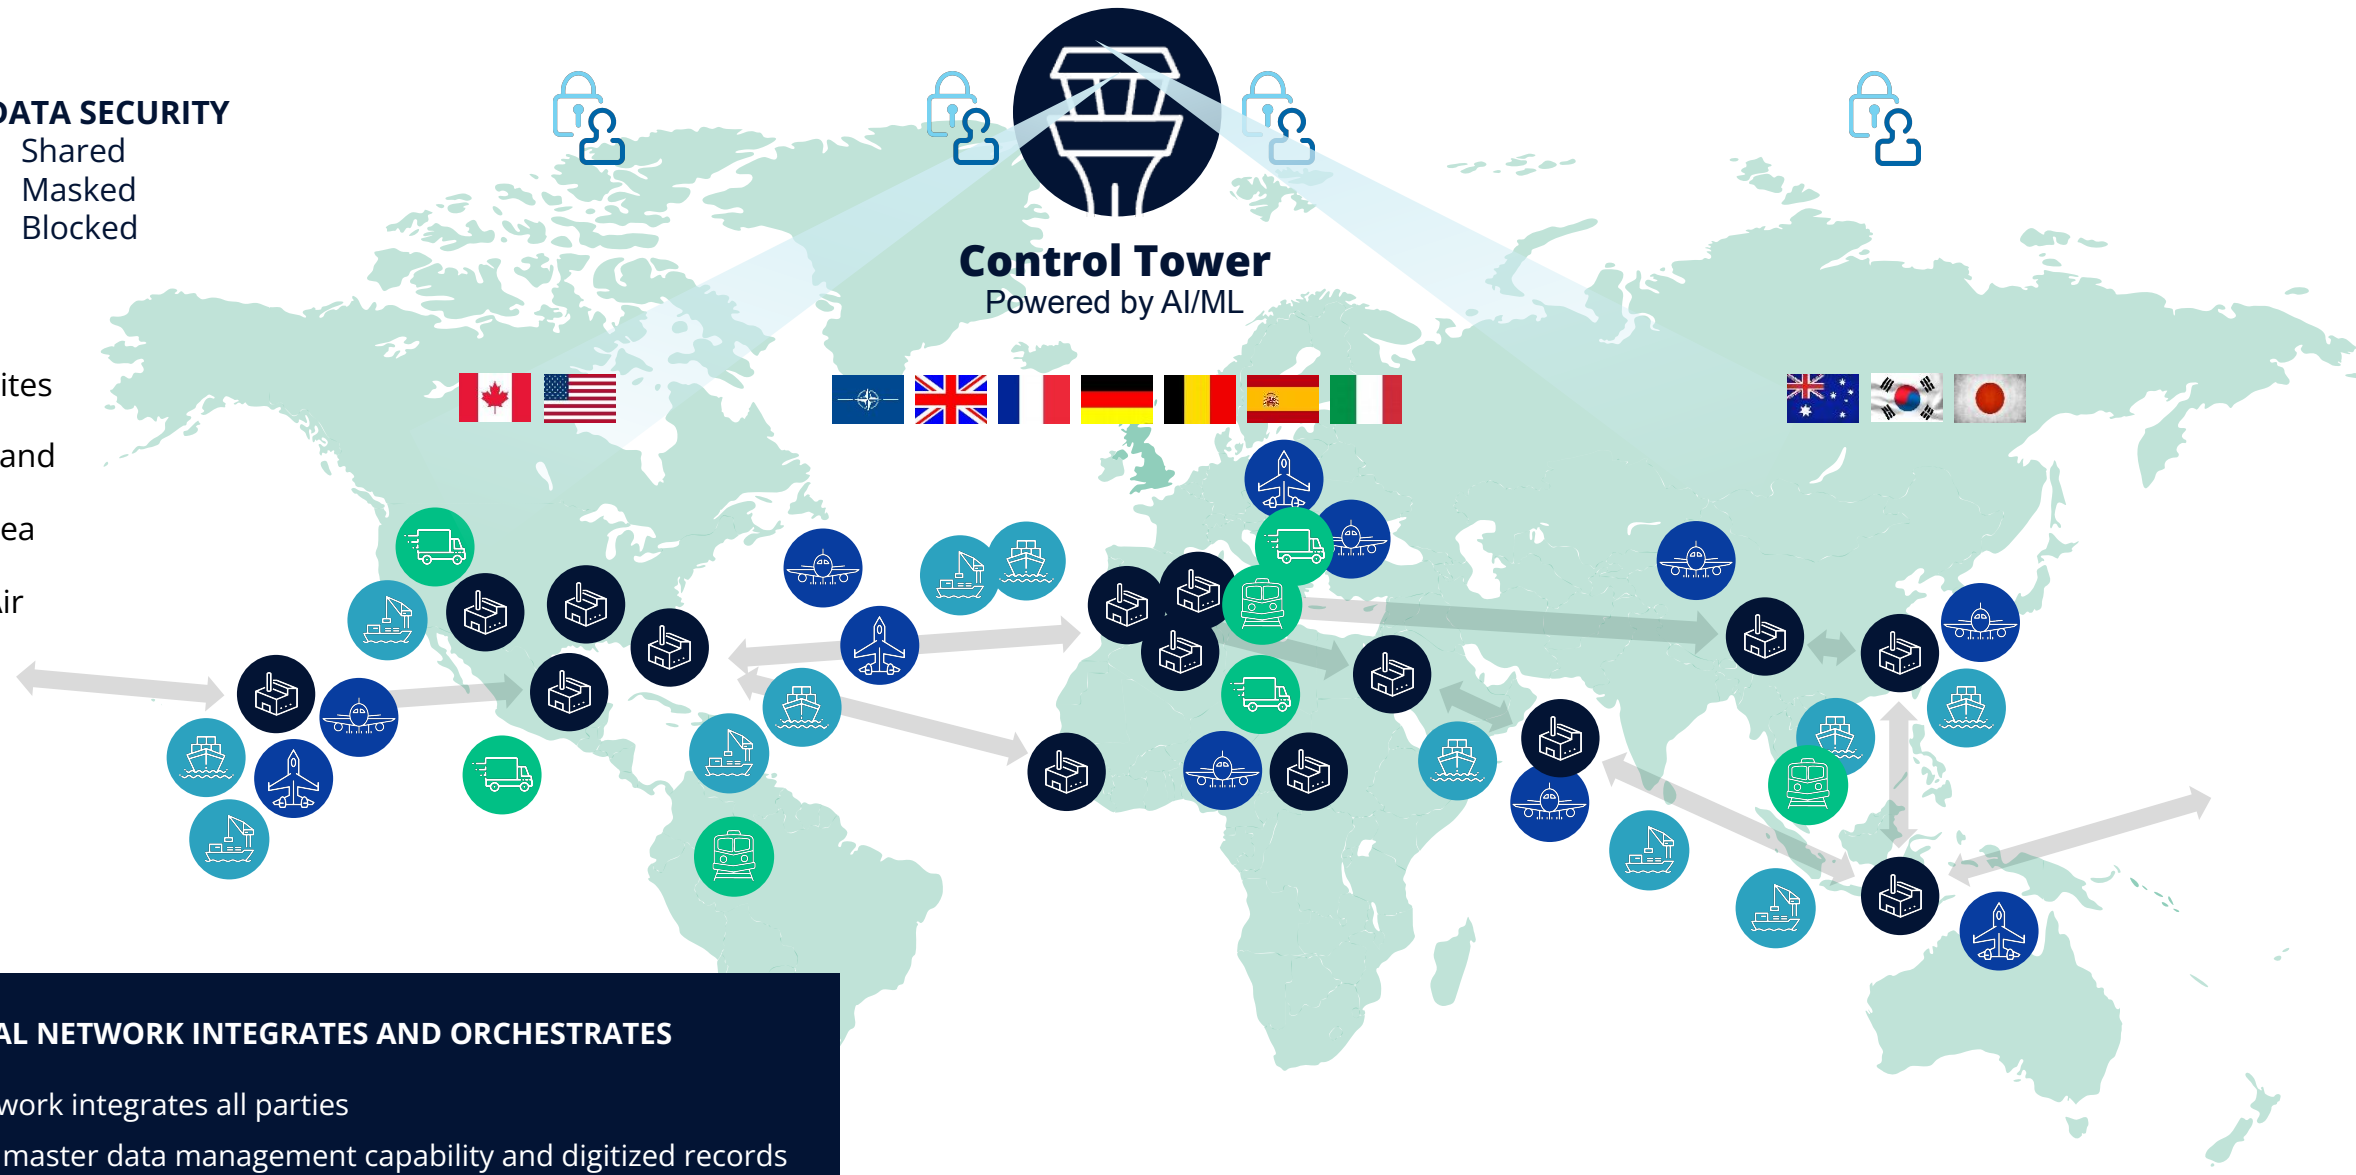 DATA SECURITY
Shared
Masked
Blocked
Control Tower
Powered by AI/ML
ites
and
ea
ir
AL NETWORK INTEGRATES AND ORCHESTRATES
work integrates all parties
master data management capability and digitized records